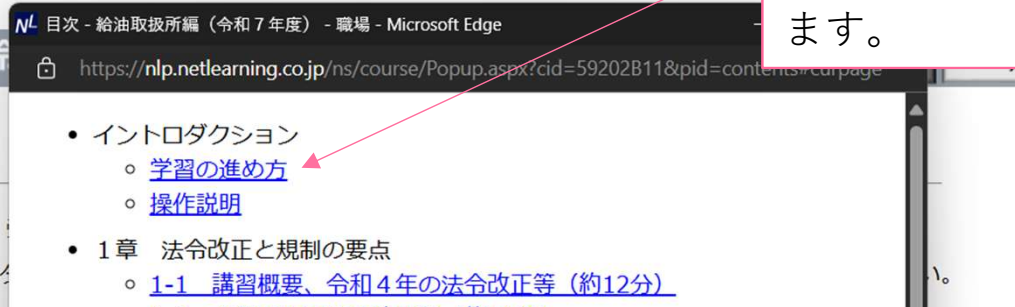 ます。
NL 目次 - 給油取扱所編（令和７年度） - 職場 - Microsoft Edge
https://nlp.netlearning.co.jp/ns/course/Popup.aspx?cid=59202B11&pid=contents#curpage
• イントロダクション
○ 学習の進め方
○ 操作説明
• １章　法令改正と規制の要点
○ 1-1　講習概要、令和４年の法令改正等（約12分）
い。